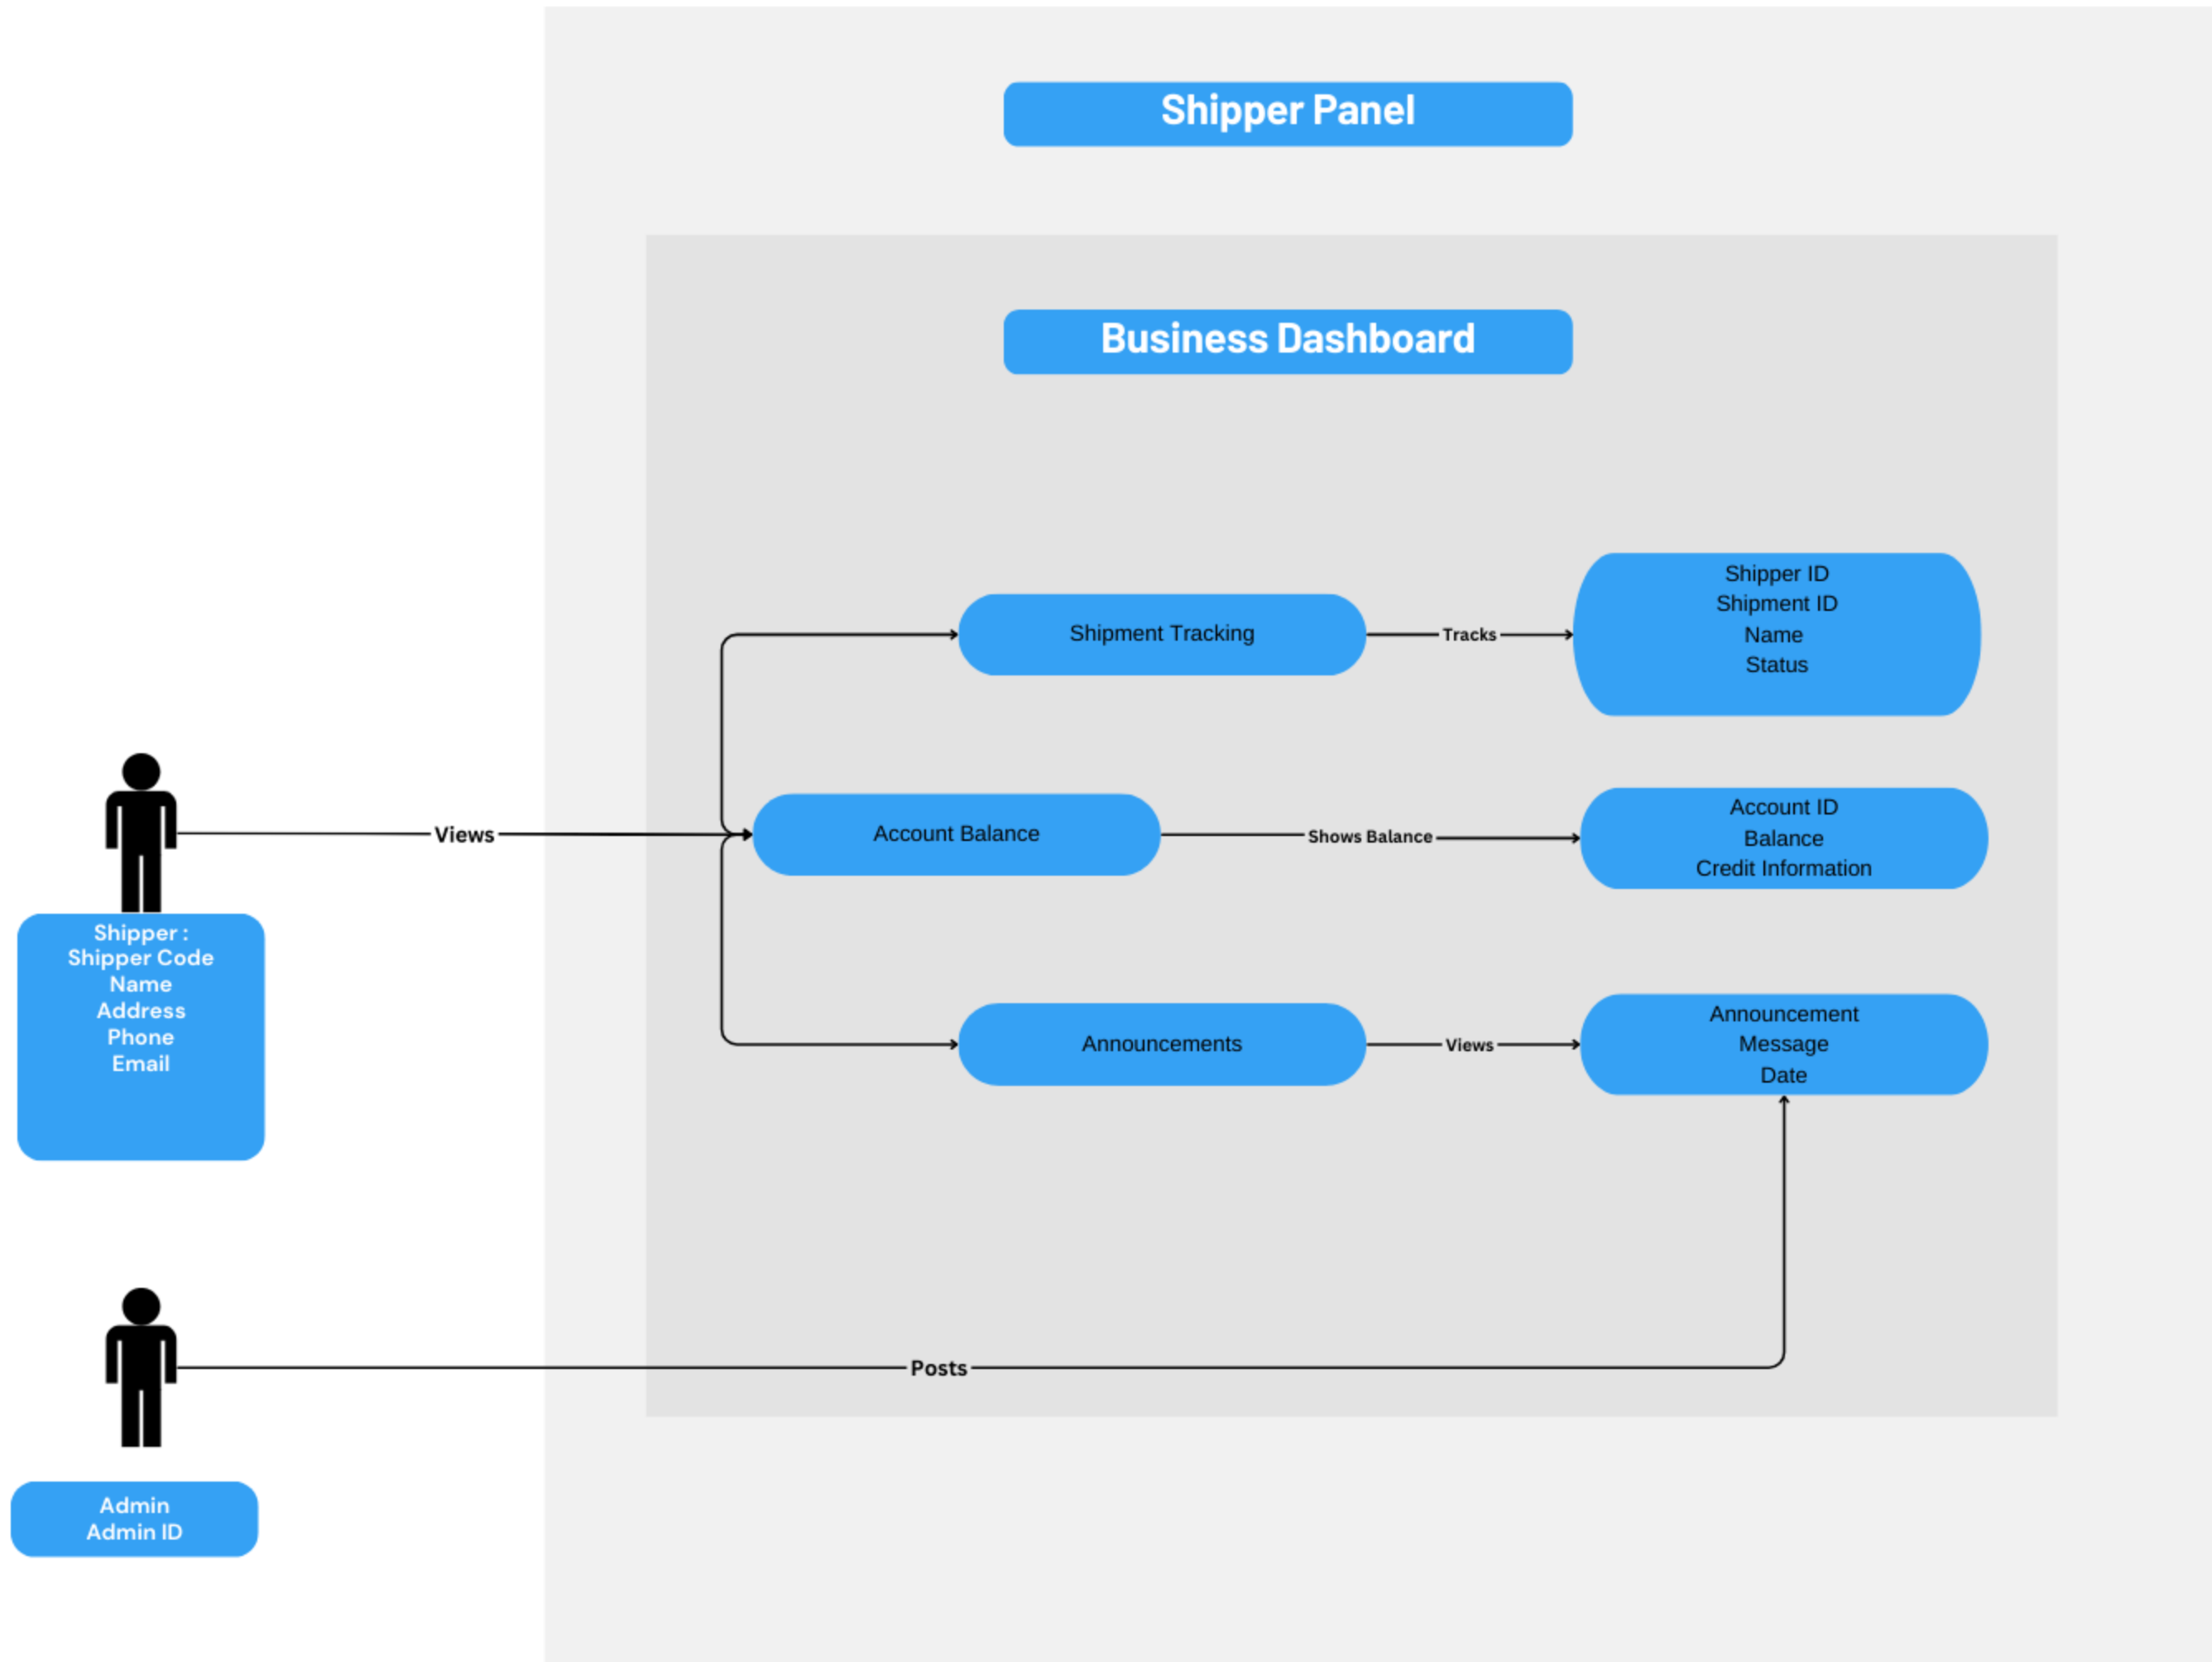 Shipper Panel
Business Dashboard
Shipment Tracking
Tracks
Shipper ID
Shipment ID
Name
Status
Views
Account Balance
Shows Balance
Account ID
Balance
Credit Information
Shipper :
Shipper Code
Name
Address
Phone
Email
Announcements
Views
Announcement
Message
Date
Posts
Admin
Admin ID